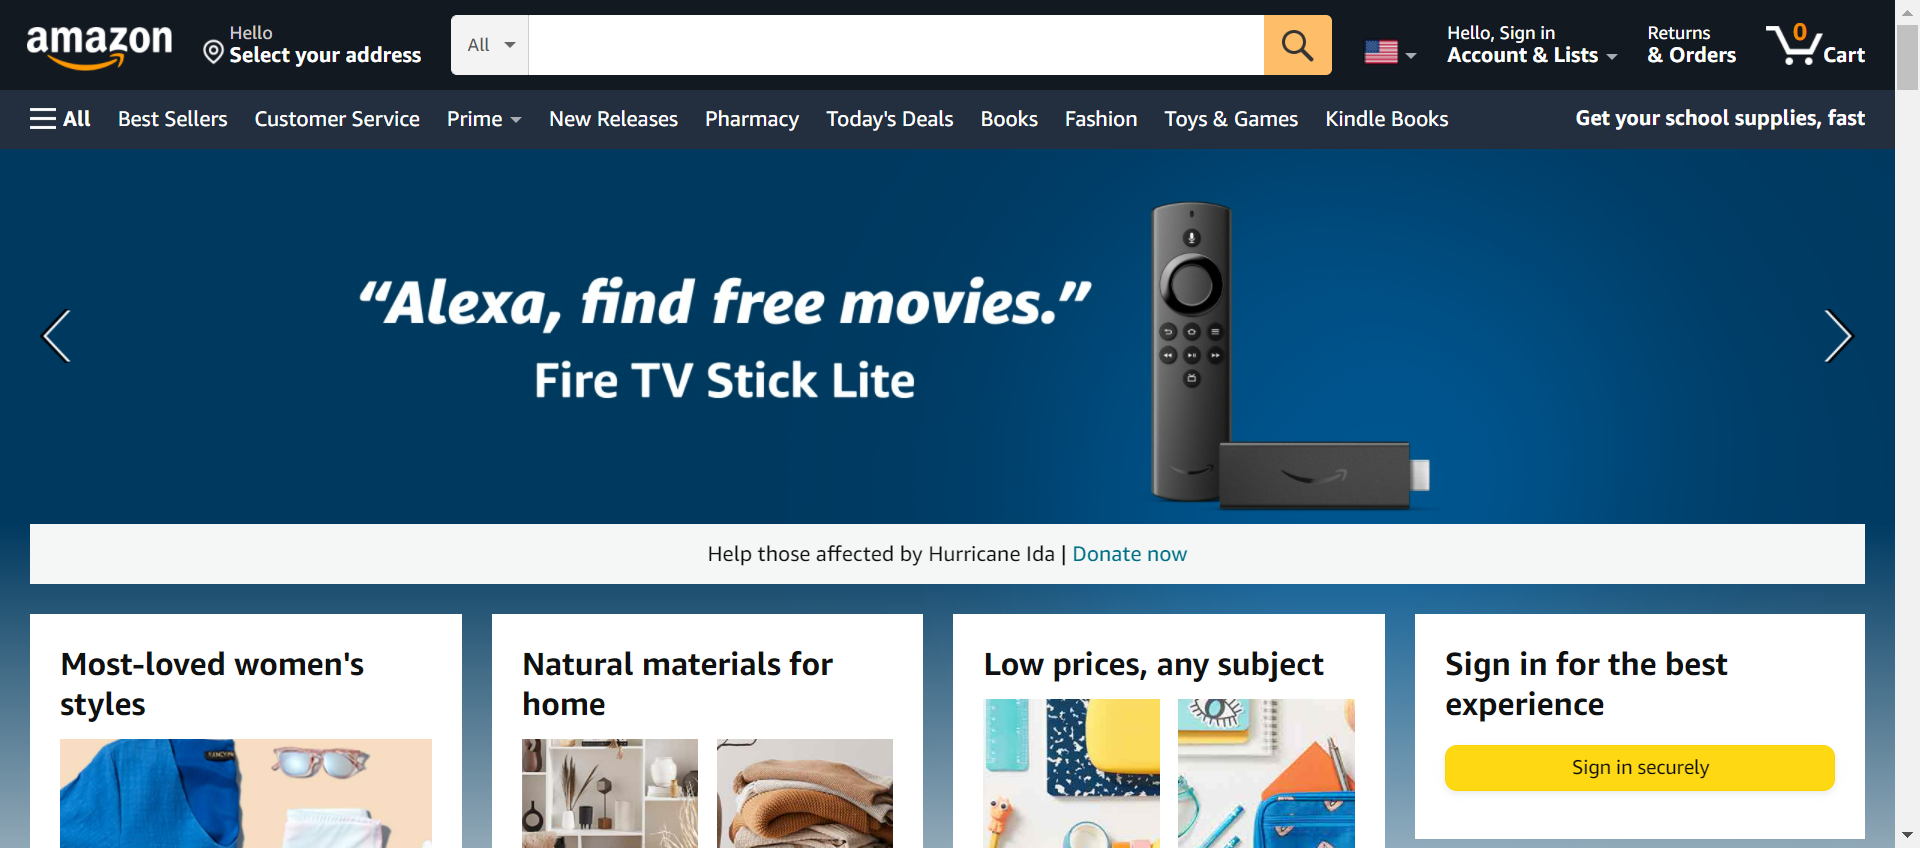 amazon
Hello
Select your address
All
Hello, Sign in
Account & Lists
Returns
& Orders
0
Cart
All
Best Sellers
Customer Service
Prime
New Releases
Pharmacy
Today's Deals
Books
Fashion
Toys & Games
Kindle Books
Get your school supplies, fast
“Alexa, find free movies.”
Fire TV Stick Lite
Help those affected by Hurricane Ida | Donate now
Most-loved women's
styles
Natural materials for
home
Low prices, any subject
Sign in for the best
experience
Sign in securely